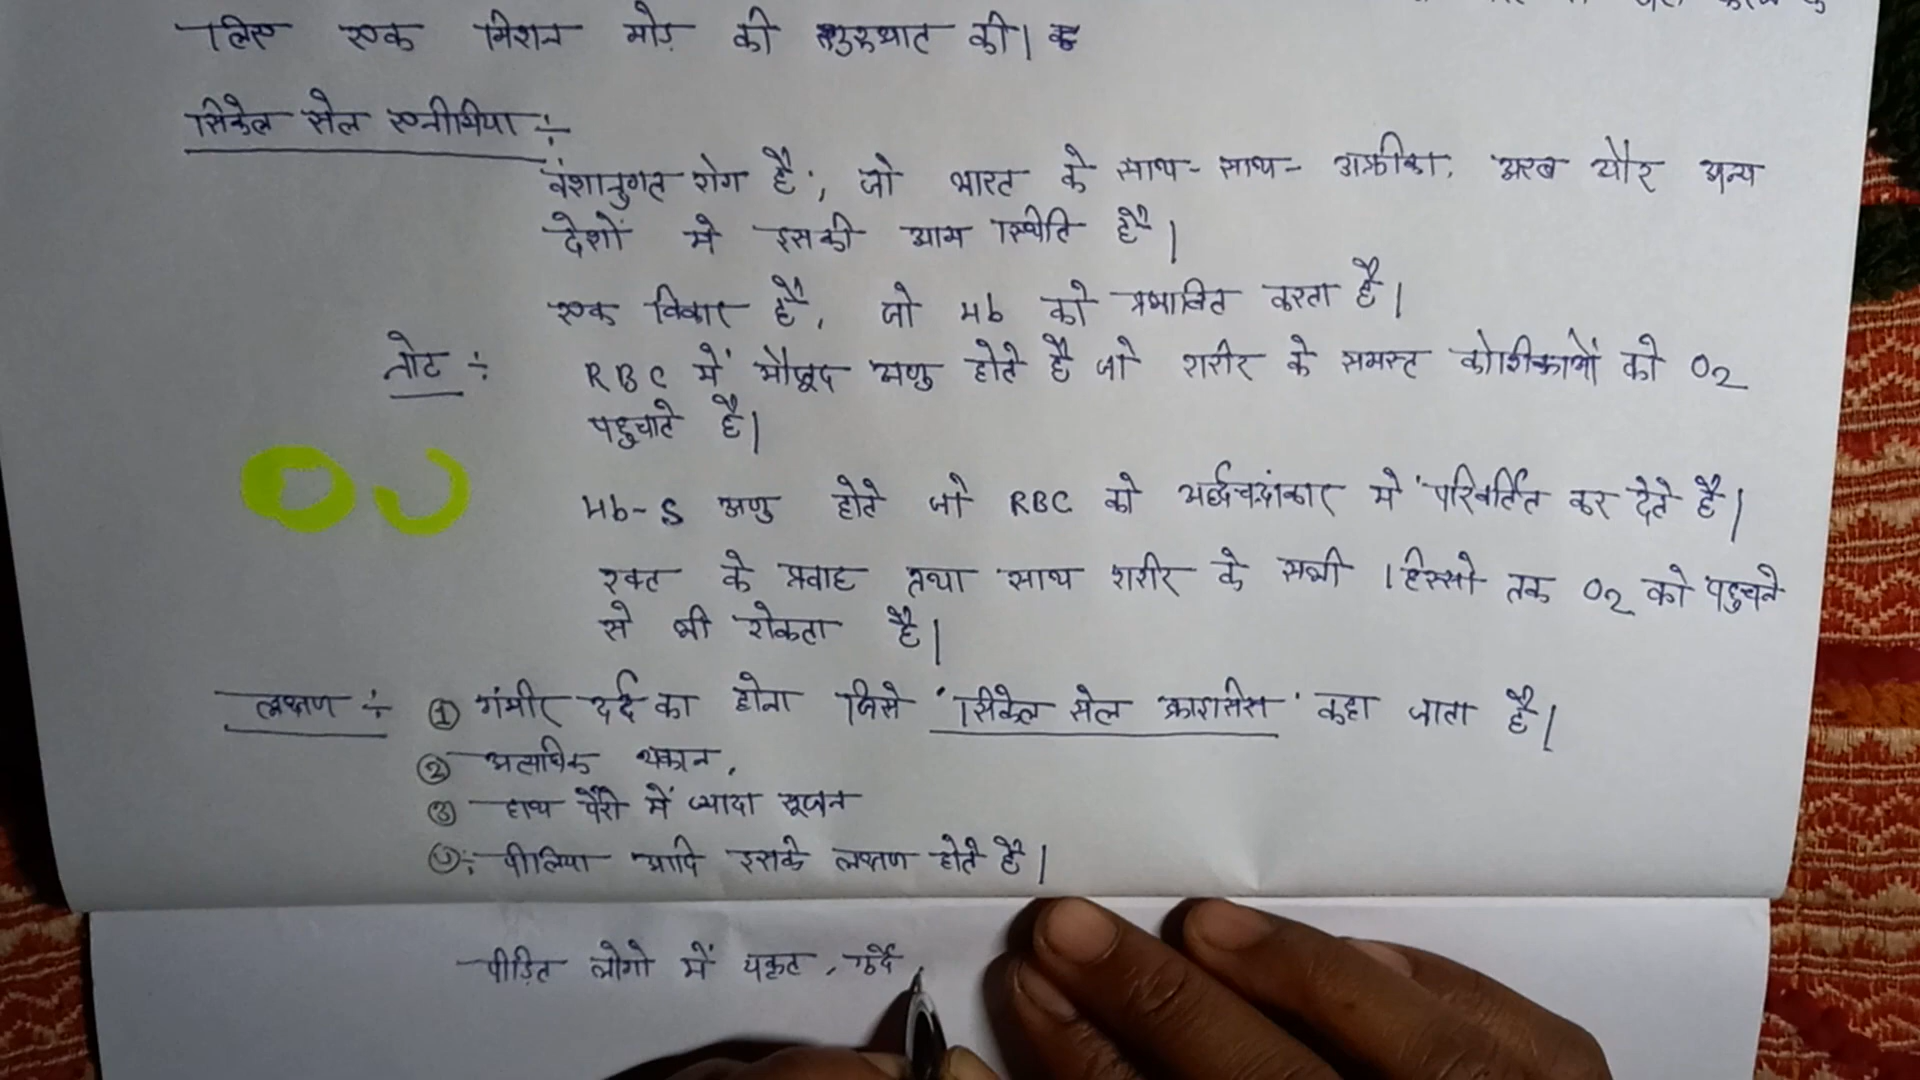 लिए एक मिशन मोड़ की शुरुआत की।
सिकेल सेल एनीमिया ÷
वंशानुगत रोग है, जो भारत के साथ-साथ- अफ्रीका, अरब और अन्य
देशों मे इसकी आम स्थिति है।
एक विकार है, जो Hb को प्रभावित करता है।
नोट ÷ RBC में मौजूद अणु होते है जो शरीर के समस्त कोशिकाओं को O2
पहुचाते है।
Hb-S अणु होते जो RBC को अर्द्धचन्द्राकार मे परिवर्तित कर देते है।
रक्त के प्रवाह तथा साथ शरीर के सभी हिस्सो तक O2 को पहुचने
से भी रोकता है।
लक्षण ÷ ① गंभीर दर्द का होना जिसे 'सिकेल सेल क्राइसिस' कहा जाता है।
② अत्यधिक थकान,
③ हाथ पैरो में ज्यादा सूजन
पीलिया आदि इसके लक्षण होते है।
पीड़ित लोगो में यकृत, गुर्दे,